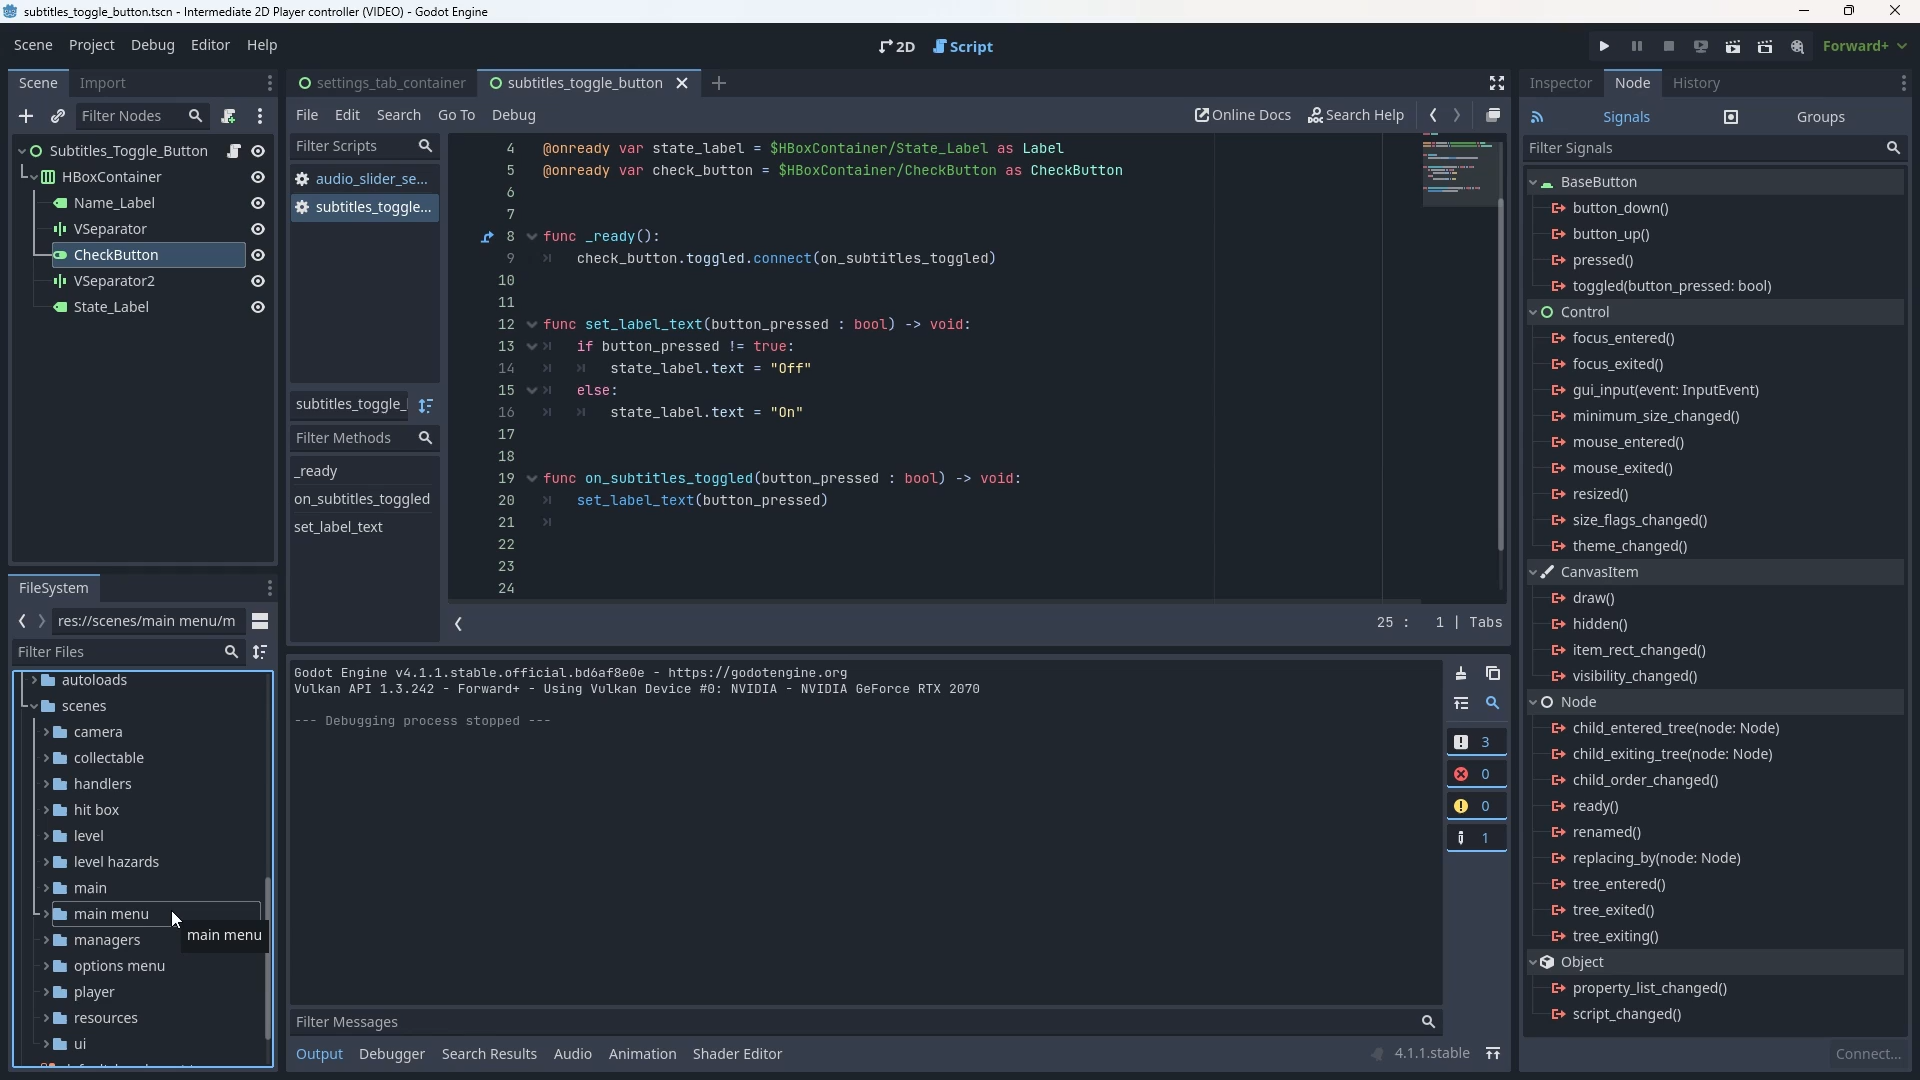 subtitles_toggle_button.tscn - Intermediate 2D Player controller (VIDEO) - Godot Engine
Scene Project Debug Editor Help
2D Script
Forward+
Scene Import
settings_tab_container subtitles_toggle_button
Inspector Node History
Filter Nodes
File Edit Search Go To Debug
Online Docs Search Help
Signals Groups
Filter Scripts
Filter Signals
Subtitles_Toggle_Button
HBoxContainer
Name_Label
VSeparator
CheckButton
VSeparator2
State_Label
audio_slider_se...
subtitles_toggle...
subtitles_toggle_
Filter Methods
_ready
on_subtitles_toggled
set_label_text
4 @onready var state_label = $HBoxContainer/State_Label as Label
5 @onready var check_button = $HBoxContainer/CheckButton as CheckButton
6
7
8 func _ready():
9 check_button.toggled.connect(on_subtitles_toggled)
10
11
12 func set_label_text(button_pressed : bool) -> void:
13 if button_pressed != true:
14 state_label.text = "Off"
15 else:
16 state_label.text = "On"
17
18
19 func on_subtitles_toggled(button_pressed : bool) -> void:
20 set_label_text(button_pressed)
21
22
23
24
25 : 1 | Tabs
BaseButton
button_down()
button_up()
pressed()
toggled(button_pressed: bool)
Control
focus_entered()
focus_exited()
gui_input(event: InputEvent)
minimum_size_changed()
mouse_entered()
mouse_exited()
resized()
size_flags_changed()
theme_changed()
CanvasItem
draw()
hidden()
item_rect_changed()
visibility_changed()
Node
child_entered_tree(node: Node)
child_exiting_tree(node: Node)
child_order_changed()
ready()
renamed()
replacing_by(node: Node)
tree_entered()
tree_exited()
tree_exiting()
Object
property_list_changed()
script_changed()
Connect...
FileSystem
res://scenes/main menu/m
Filter Files
autoloads
scenes
camera
collectable
handlers
hit box
level
level hazards
main
main menu
main menu
managers
options menu
player
resources
ui
Godot Engine v4.1.1.stable.official.bd6af8e0e - https://godotengine.org
Vulkan API 1.3.242 - Forward+ - Using Vulkan Device #0: NVIDIA - NVIDIA GeForce RTX 2070
--- Debugging process stopped ---
3
0
0
1
Filter Messages
Output Debugger Search Results Audio Animation Shader Editor
4.1.1.stable